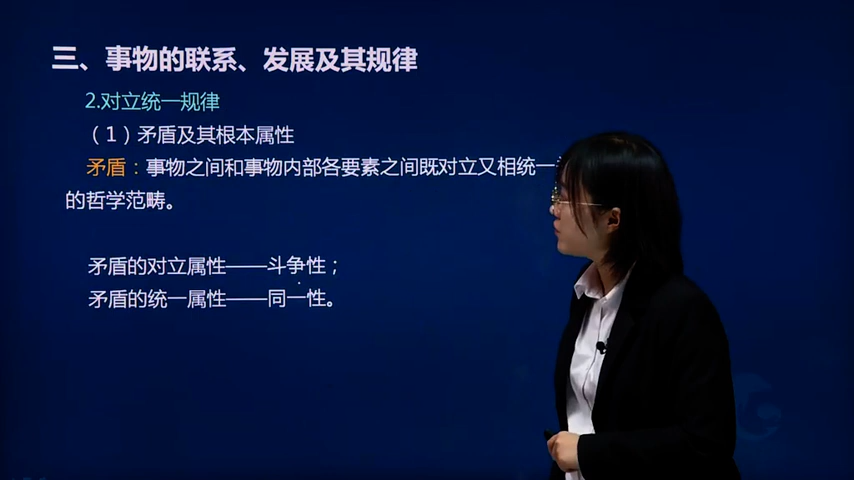 三、事物的联系、发展及其规律
2.对立统一规律
（1）矛盾及其根本属性
矛盾：事物之间和事物内部各要素之间既对立又相统一
的哲学范畴。
矛盾的对立属性——斗争性；
矛盾的统一属性——同一性。